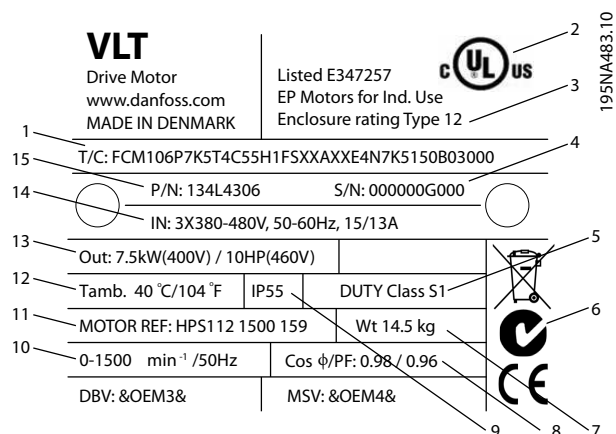 VLT
Drive Motor
www.danfoss.com
MADE IN DENMARK
Listed E347257
EP Motors for Ind. Use
Enclosure rating Type 12
C UL US
195NA483.10
T/C: FCM106P7K5T4C55H1FSXXAXXE4N7K5150B03000
P/N: 134L4306
S/N: 000000G000
IN: 3X380-480V, 50-60Hz, 15/13A
Out: 7.5kW(400V) / 10HP(460V)
Tamb. 40 °C/104 °F
IP55
DUTY Class S1
MOTOR REF: HPS112 1500 159
Wt 14.5 kg
0-1500 min⁻¹ /50Hz
Cos ϕ/PF: 0.98 / 0.96
DBV: &OEM3&
MSV: &OEM4&
CE
1
15
14
13
12
11
10
2
3
4
5
6
7
8
9